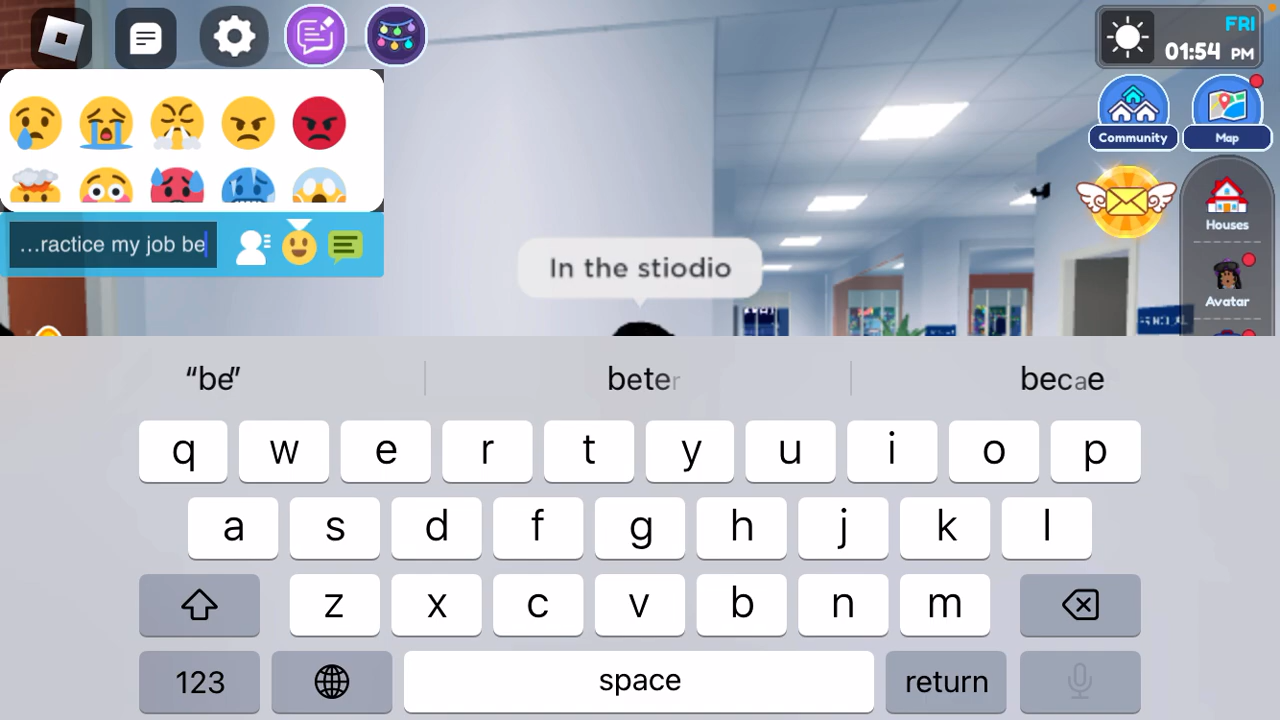 FRI
01:54 PM
Community
Map
…ractice my job be
In the stiodio
Houses
Avatar
“be”
beter
becae
q w e r t y u i o p
a s d f g h j k l
z x c v b n m
123
space
return